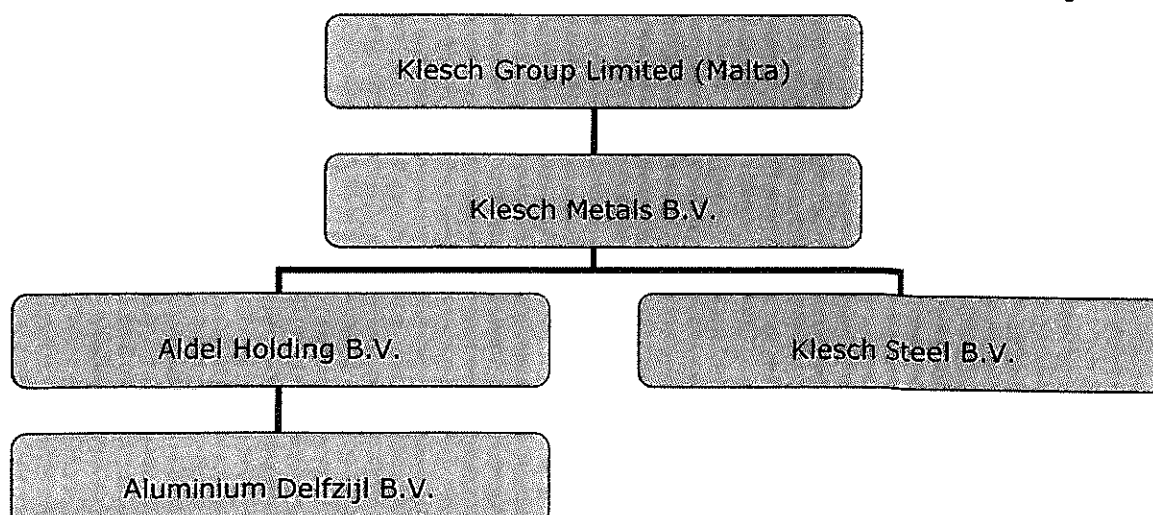 Klesch Group Limited (Malta)
Klesch Metals B.V.
Aldel Holding B.V.
Klesch Steel B.V.
Aluminium Delfzijl B.V.